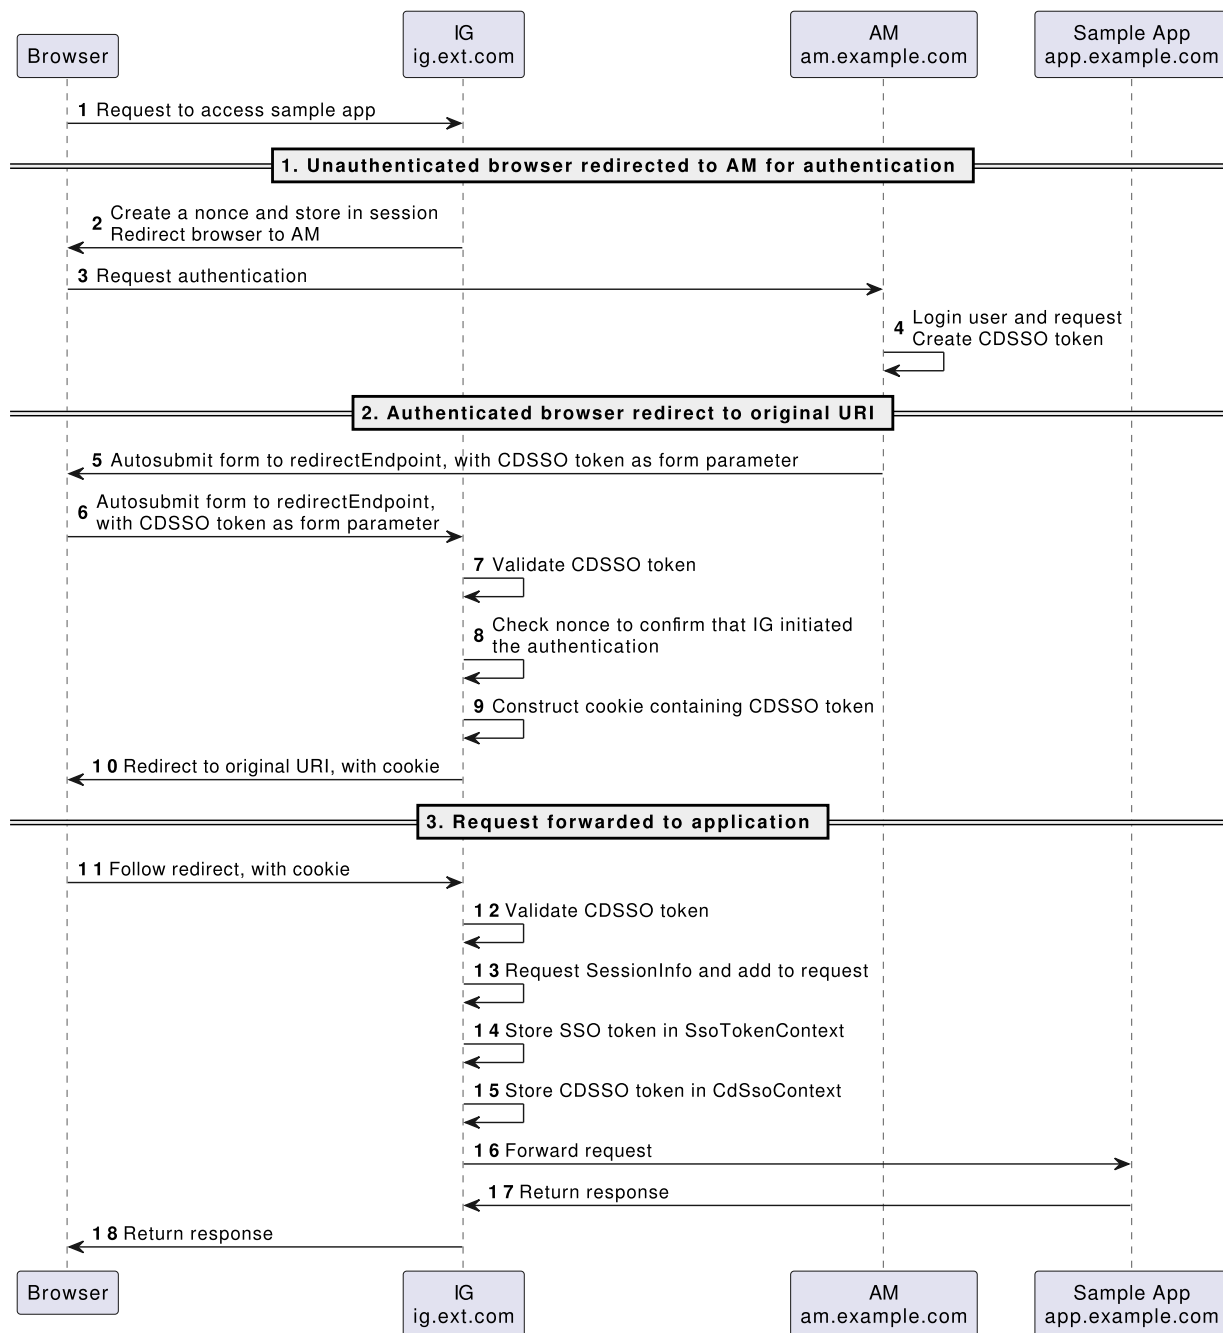 Browser
IG
ig.ext.com
AM
am.example.com
Sample App
app.example.com
1 Request to access sample app
1. Unauthenticated browser redirected to AM for authentication
2 Create a nonce and store in session
Redirect browser to AM
3 Request authentication
4 Login user and request
Create CDSSO token
2. Authenticated browser redirect to original URI
5 Autosubmit form to redirectEndpoint, with CDSSO token as form parameter
6 Autosubmit form to redirectEndpoint,
with CDSSO token as form parameter
7 Validate CDSSO token
8 Check nonce to confirm that IG initiated
the authentication
9 Construct cookie containing CDSSO token
10 Redirect to original URI, with cookie
3. Request forwarded to application
11 Follow redirect, with cookie
12 Validate CDSSO token
13 Request SessionInfo and add to request
14 Store SSO token in SsoTokenContext
15 Store CDSSO token in CdSsoContext
16 Forward request
17 Return response
18 Return response
Browser
IG
ig.ext.com
AM
am.example.com
Sample App
app.example.com